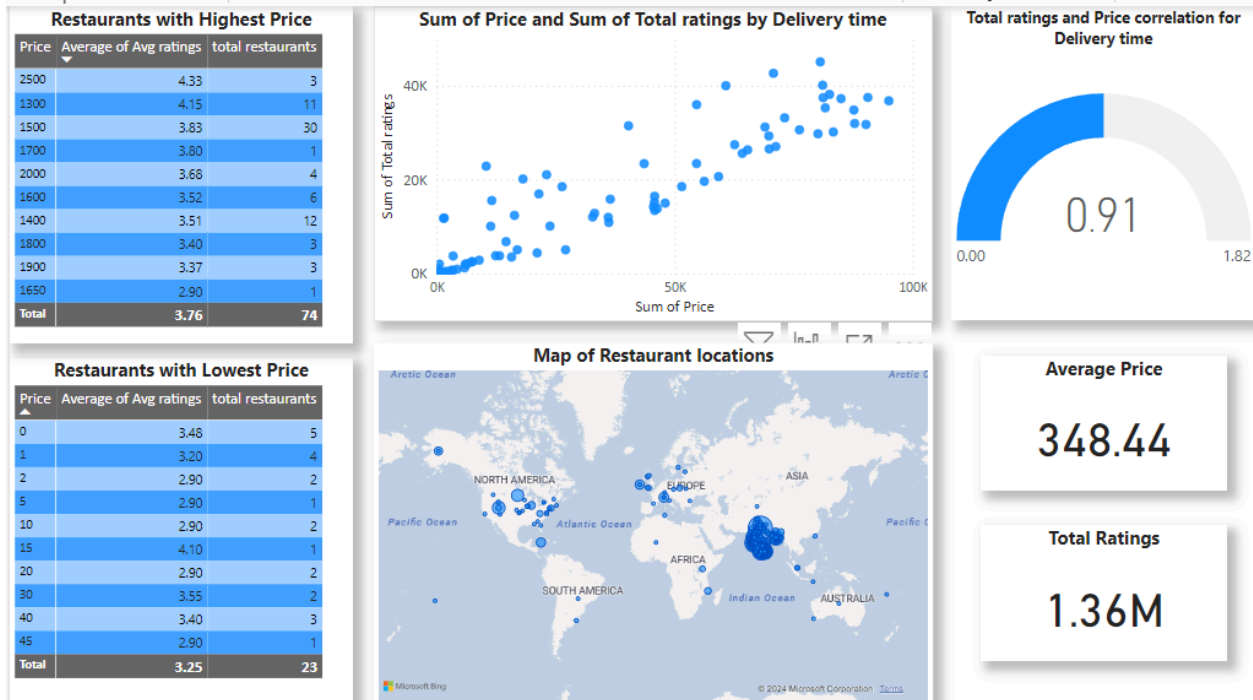 Restaurants with Highest Price
Price Average of Avg ratings total restaurants
2500 4.33 3
1300 4.15 11
1500 3.83 30
1700 3.80 1
2000 3.68 4
1600 3.52 6
1400 3.51 12
1800 3.40 3
1900 3.37 3
1650 2.90 1
Total 3.76 74
Sum of Price and Sum of Total ratings by Delivery time
Sum of Total ratings
40K
20K
0K
0K 50K 100K
Sum of Price
Total ratings and Price correlation for
Delivery time
0.91
0.00 1.82
Restaurants with Lowest Price
Price Average of Avg ratings total restaurants
0 3.48 5
1 3.20 4
2 2.90 2
5 2.90 1
10 2.90 2
15 4.10 1
20 2.90 2
30 3.55 2
40 3.40 3
45 2.90 1
Total 3.25 23
Map of Restaurant locations
Arctic Ocean
NORTH AMERICA
EUROPE
ASIA
Pacific Ocean
Atlantic Ocean
Pacific
AFRICA
SOUTH AMERICA
Indian Ocean
AUSTRALIA
Microsoft Bing
© 2024 Microsoft Corporation Terms
Average Price
348.44
Total Ratings
1.36M